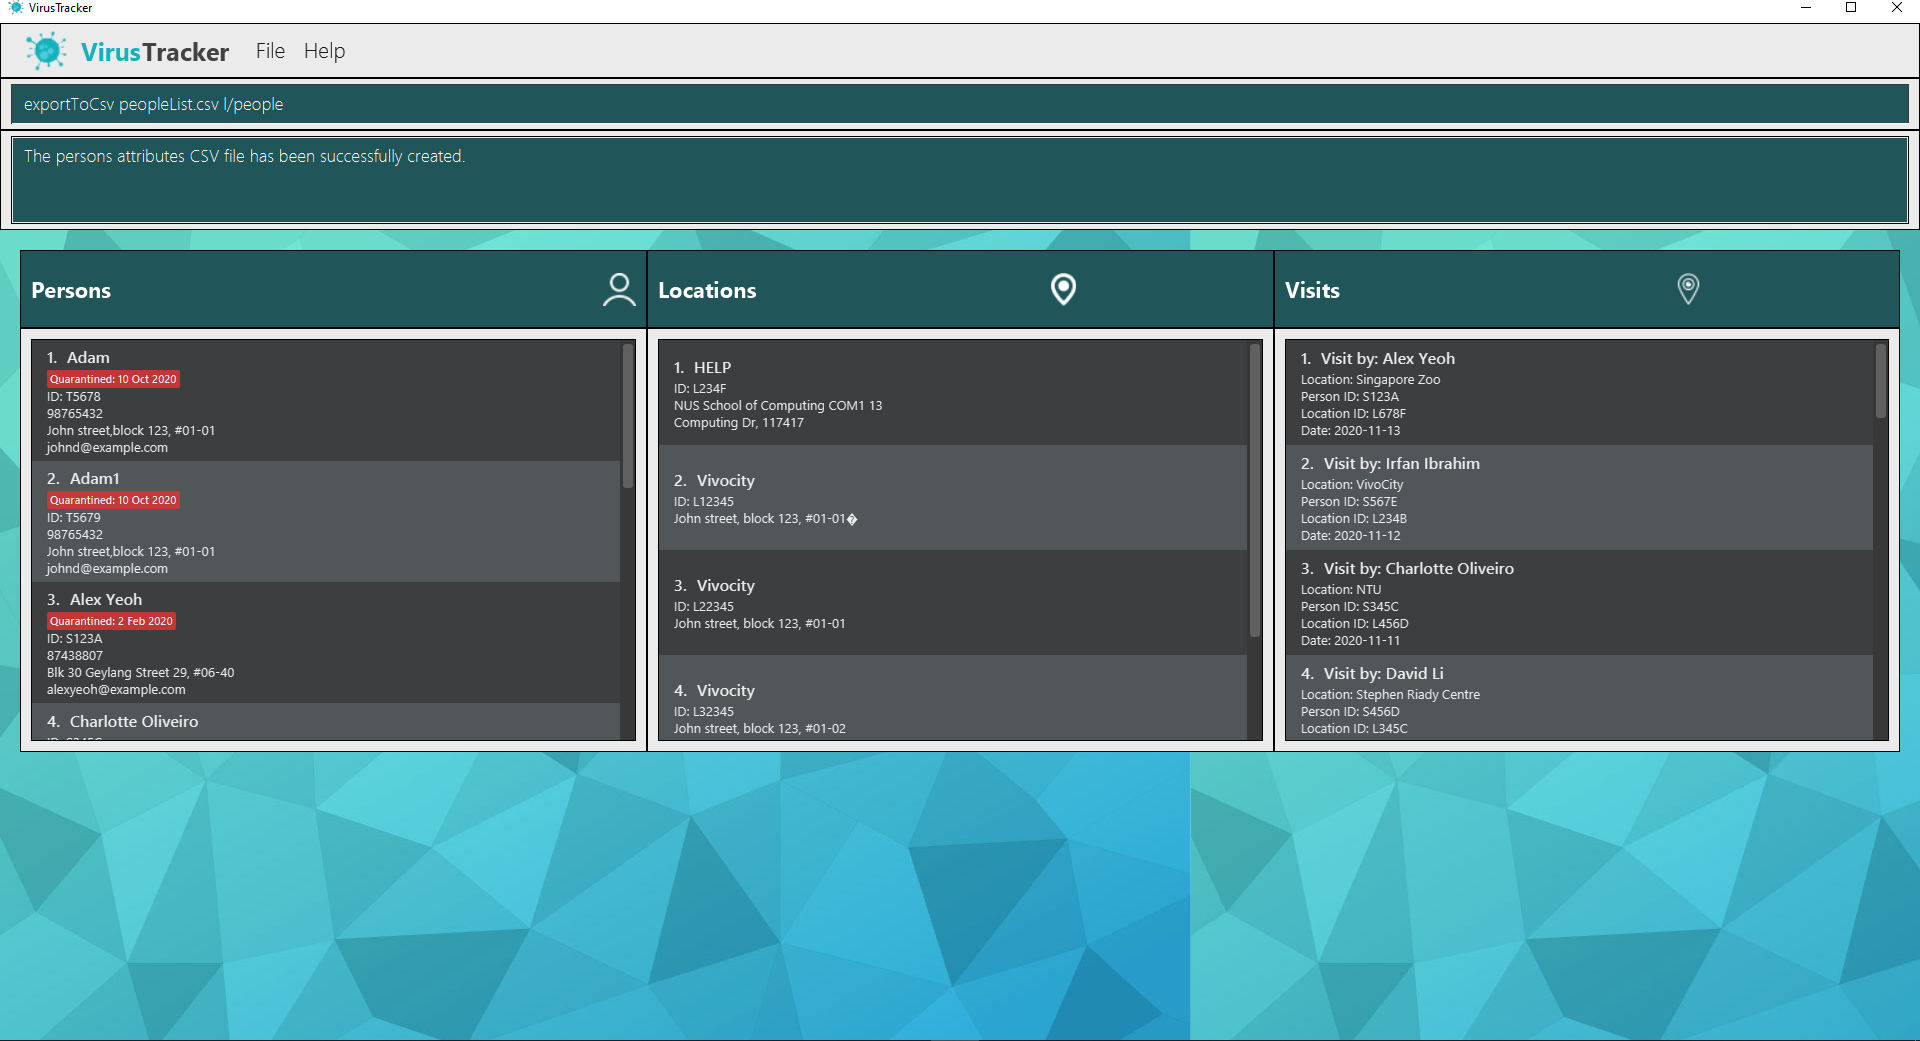 VirusTracker
VirusTracker File Help
exportToCsv peopleList.csv l/people
The persons attributes CSV file has been successfully created.
Persons
1. Adam
Quarantined: 10 Oct 2020
ID: T5678
98765432
John street,block 123, #01-01
johnd@example.com
2. Adam1
Quarantined: 10 Oct 2020
ID: T5679
98765432
John street,block 123, #01-01
johnd@example.com
3. Alex Yeoh
Quarantined: 2 Feb 2020
ID: S123A
87438807
Blk 30 Geylang Street 29, #06-40
alexyeoh@example.com
4. Charlotte Oliveiro
Locations
1. HELP
ID: L234F
NUS School of Computing COM1 13
Computing Dr, 117417
2. Vivocity
ID: L12345
John street, block 123, #01-01�
3. Vivocity
ID: L22345
John street, block 123, #01-01
4. Vivocity
ID: L32345
John street, block 123, #01-02
Visits
1. Visit by: Alex Yeoh
Location: Singapore Zoo
Person ID: S123A
Location ID: L678F
Date: 2020-11-13
2. Visit by: Irfan Ibrahim
Location: VivoCity
Person ID: S567E
Location ID: L234B
Date: 2020-11-12
3. Visit by: Charlotte Oliveiro
Location: NTU
Person ID: S345C
Location ID: L456D
Date: 2020-11-11
4. Visit by: David Li
Location: Stephen Riady Centre
Person ID: S456D
Location ID: L345C